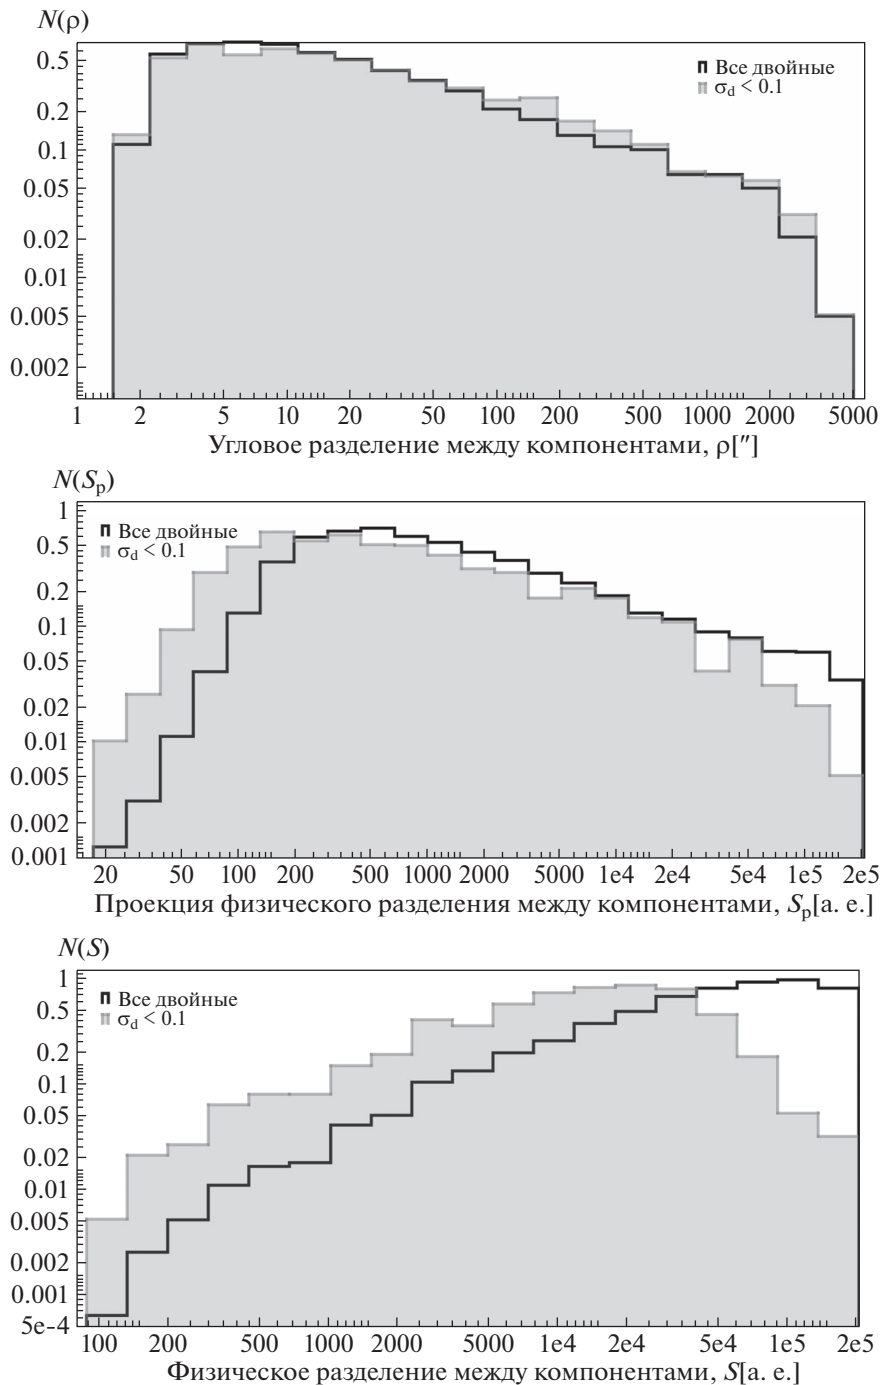 N(ρ)
0.5
0.2
0.1
0.05
0.02
0.01
0.005
0.002
Все двойные
σd < 0.1
1 2 5 10 20 50 100 200 500 1000 2000 5000
Угловое разделение между компонентами, ρ[″]
N(Sp)
1
0.5
0.2
0.1
0.05
0.02
0.01
0.005
0.002
0.001
Все двойные
σd < 0.1
20 50 100 200 500 1000 2000 5000 1e4 2e4 5e4 1e5 2e5
Проекция физического разделения между компонентами, Sp[а. е.]
N(S)
1
0.5
0.2
0.1
0.05
0.02
0.01
0.005
0.002
0.001
5e–4
Все двойные
σd < 0.1
100 200 500 1000 2000 5000 1e4 2e4 5e4 1e5 2e5
Физическое разделение между компонентами, S[а. е.]